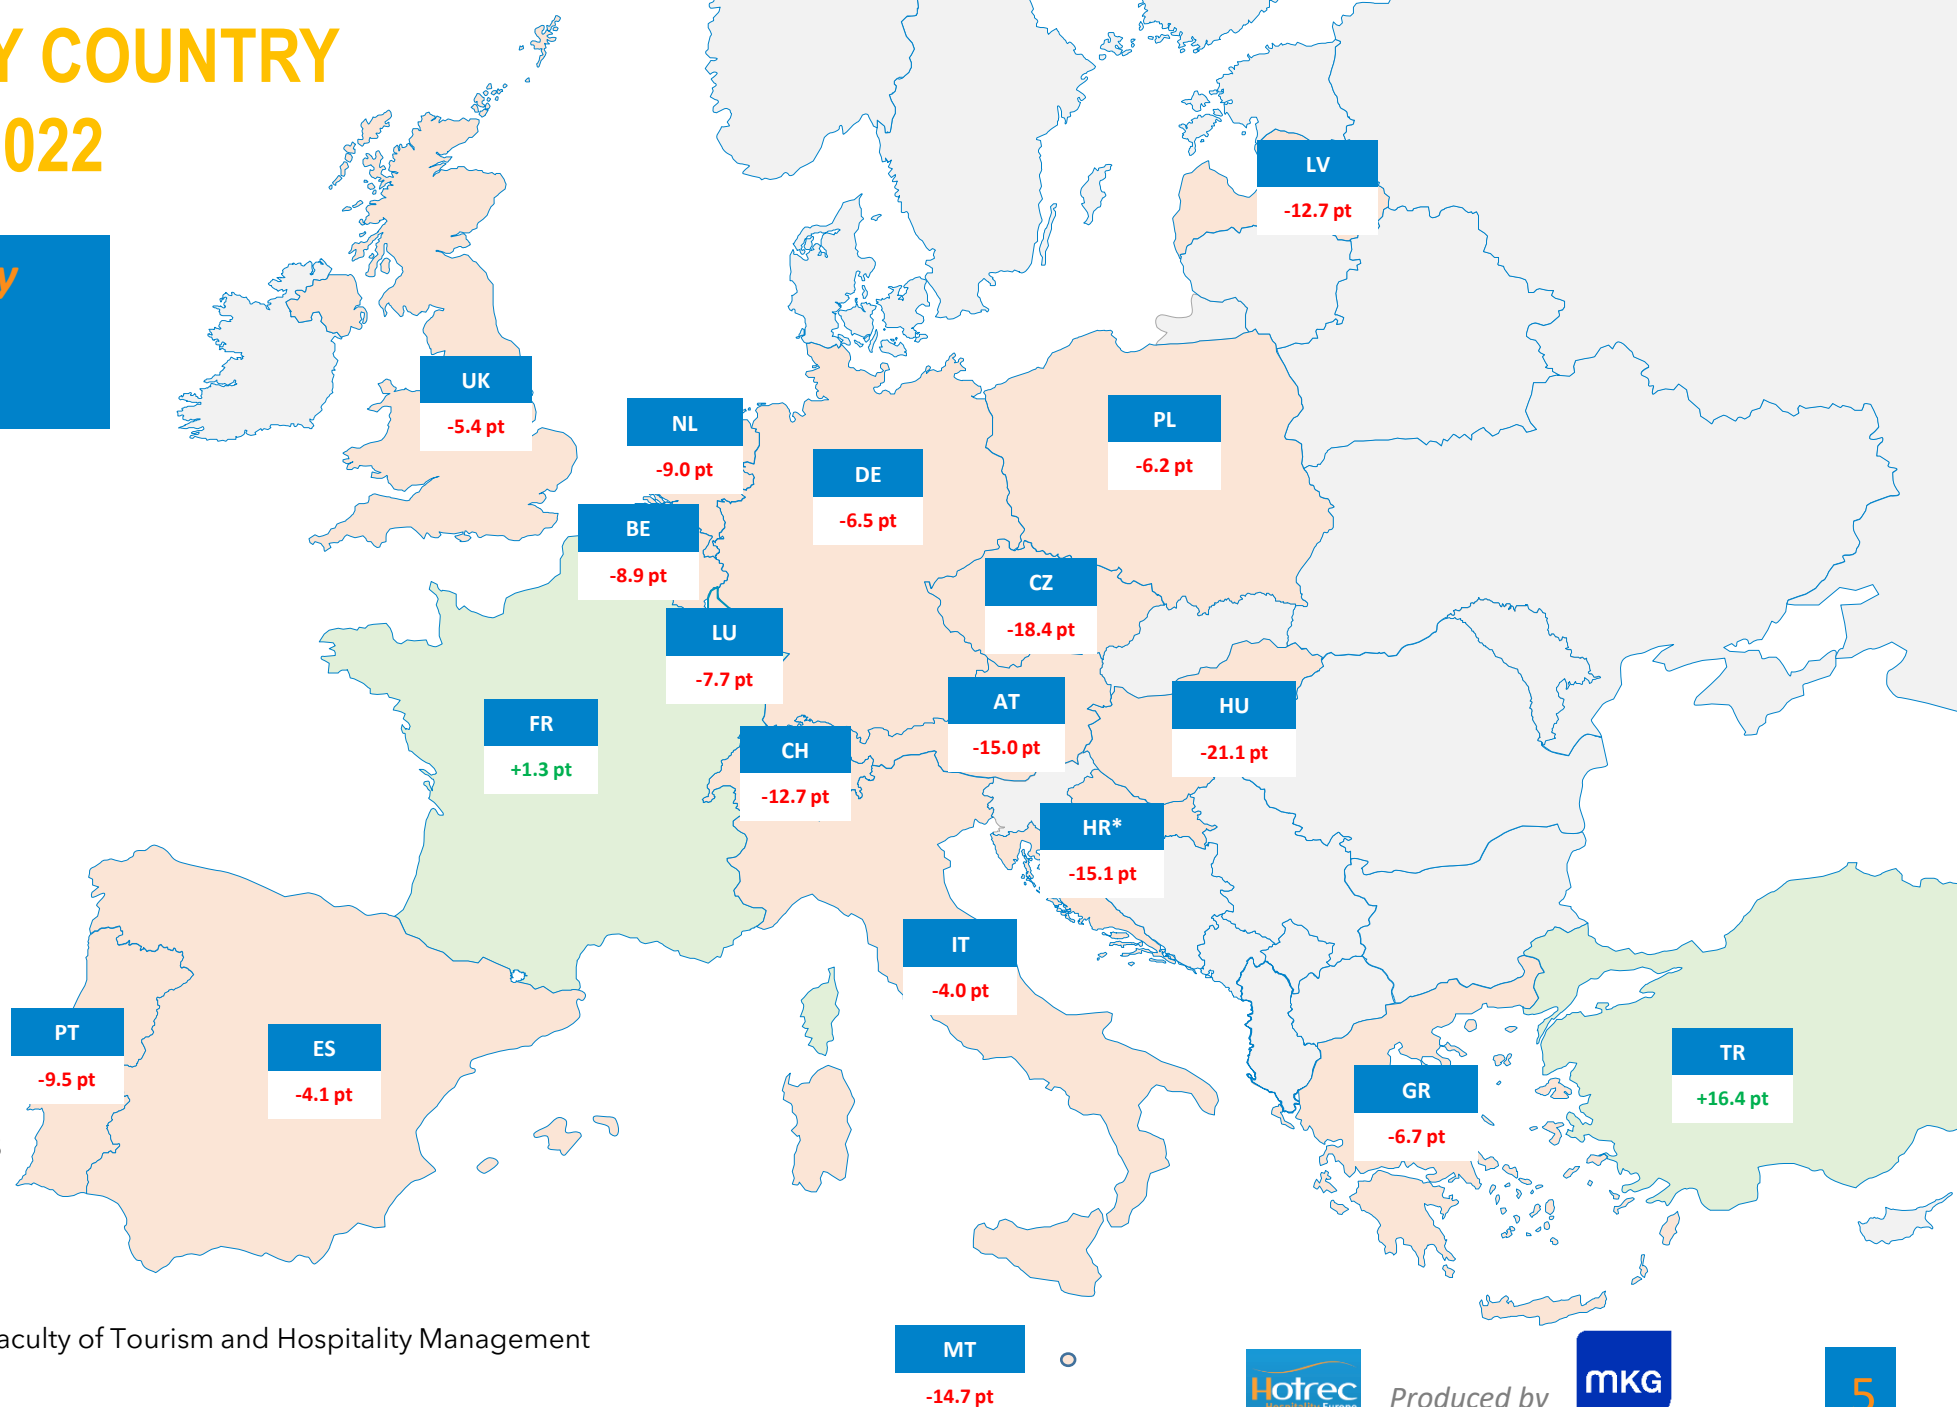 Y COUNTRY
022
y
LV
-12.7 pt
UK
-5.4 pt
NL
-9.0 pt
PL
-6.2 pt
DE
-6.5 pt
BE
-8.9 pt
CZ
-18.4 pt
LU
-7.7 pt
AT
-15.0 pt
HU
-21.1 pt
FR
+1.3 pt
CH
-12.7 pt
HR*
-15.1 pt
IT
-4.0 pt
PT
-9.5 pt
ES
-4.1 pt
TR
+16.4 pt
GR
-6.7 pt
aculty of Tourism and Hospitality Management
MT
-14.7 pt
Hotrec
Hospitality Europe
Produced by
MKG
5